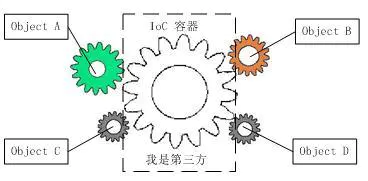 Object A
IoC 容器
Object B
Object C
我是第三方
Object D